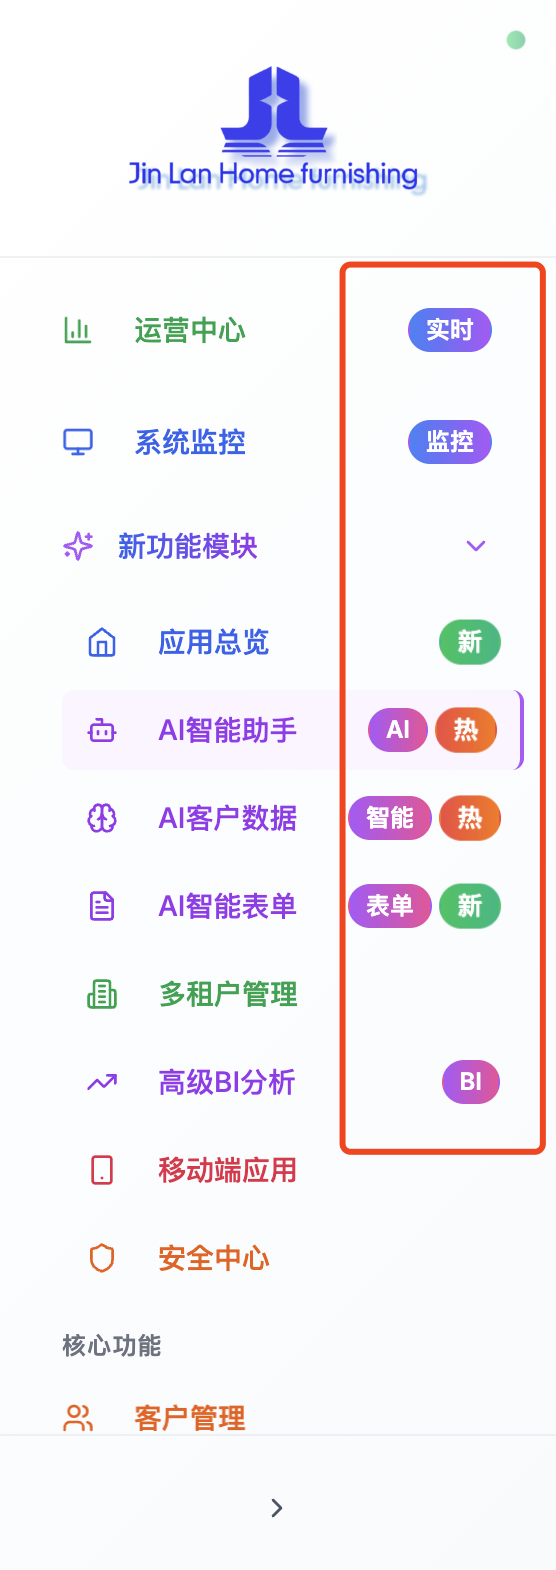 Jin Lan Home furnishing
运营中心 实时
系统监控 监控
新功能模块
应用总览 新
AI智能助手 AI 热
AI客户数据 智能 热
AI智能表单 表单 新
多租户管理
高级BI分析 BI
移动端应用
安全中心
核心功能
客户管理